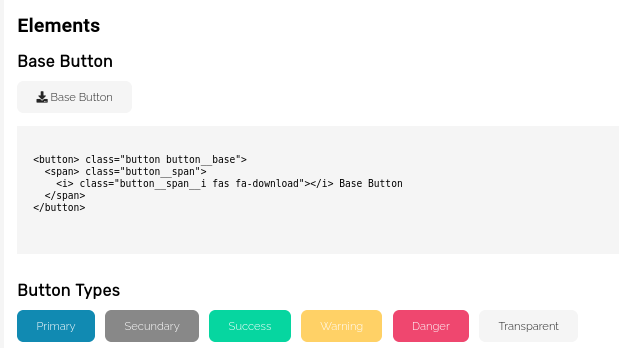 Elements
Base Button
Base Button
<button> class="button button__base">
<span> class="button__span">
<i> class="button__span__i fas fa-download"></i> Base Button
</span>
</button>
Button Types
Primary Secundary Success Warning Danger Transparent